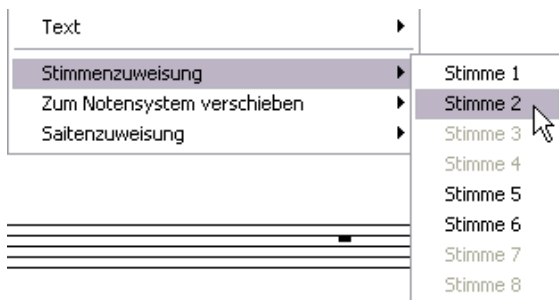 Text
Stimmenzuweisung
Zum Notensystem verschieben
Saitenzuweisung
Stimme 1
Stimme 2
Stimme 3
Stimme 4
Stimme 5
Stimme 6
Stimme 7
Stimme 8